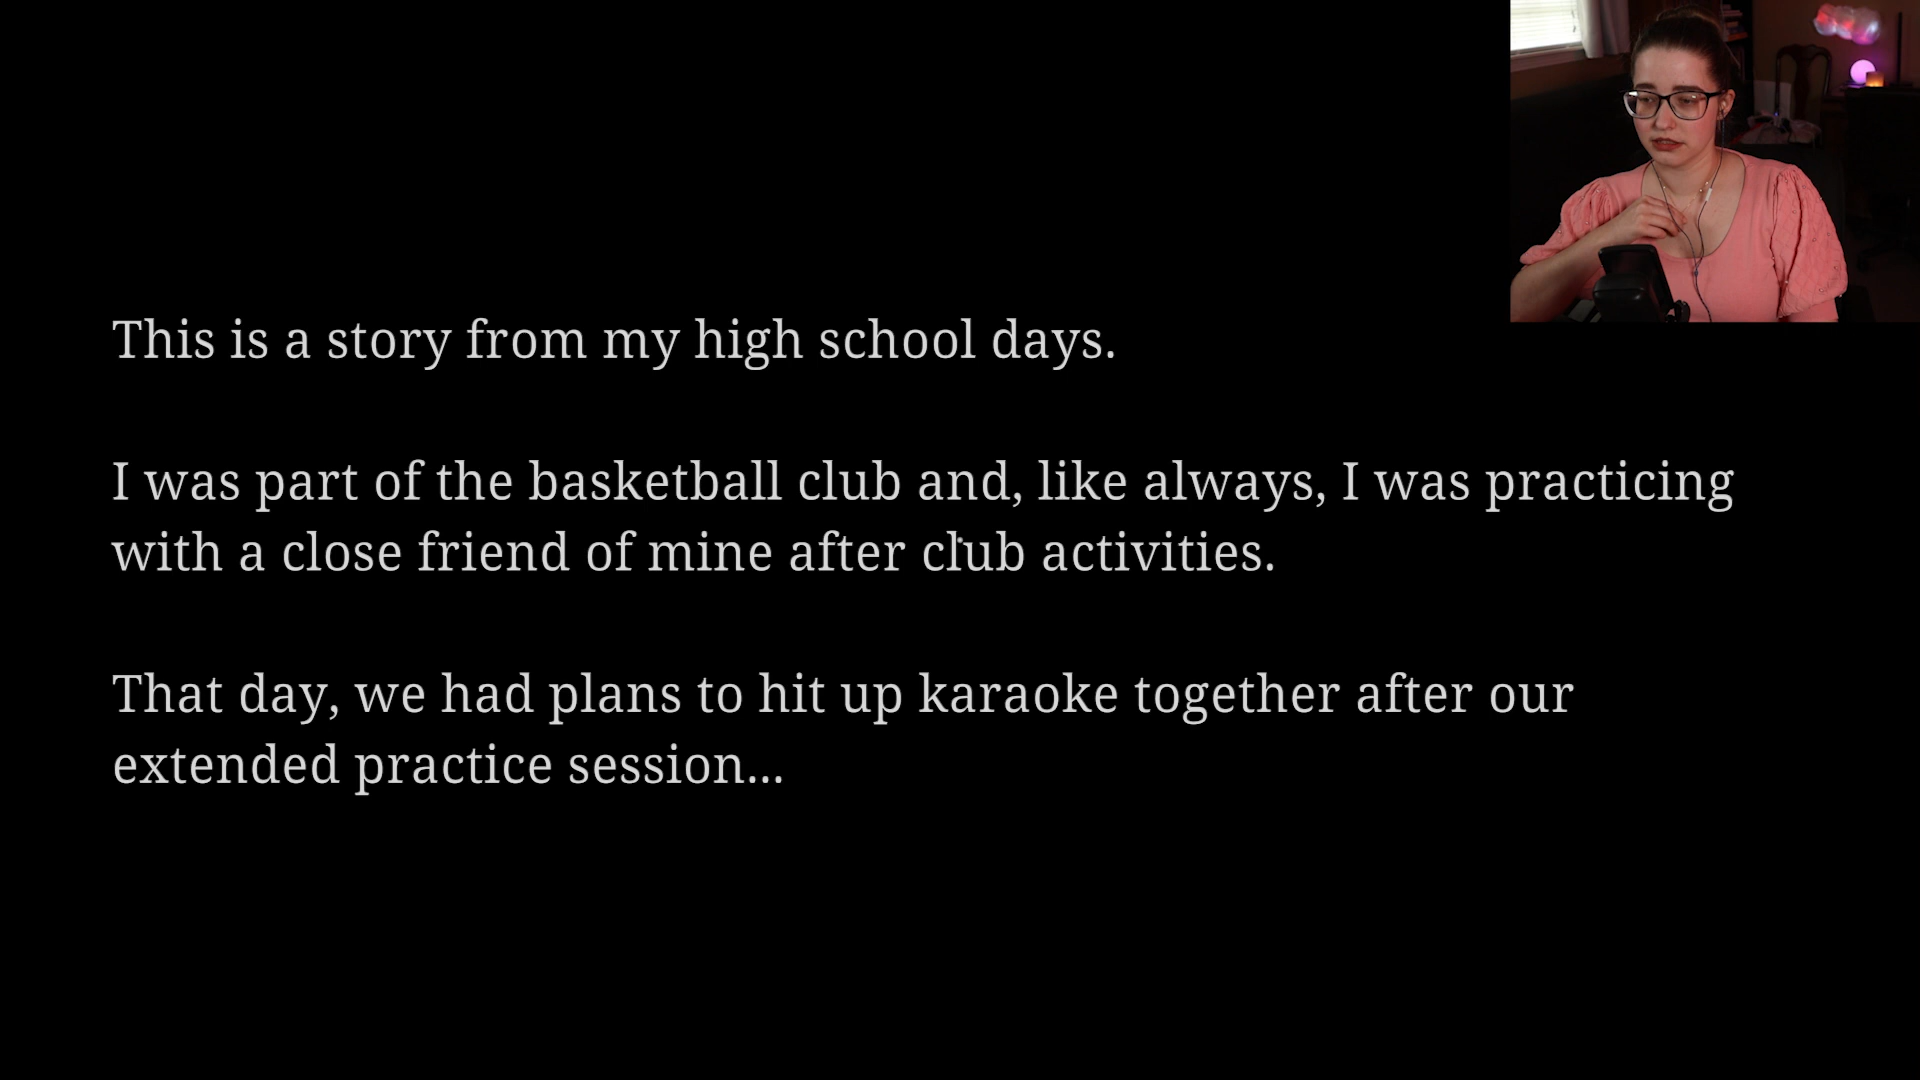 This is a story from my high school days.
I was part of the basketball club and, like always, I was practicing
with a close friend of mine after club activities.
That day, we had plans to hit up karaoke together after our
extended practice session...